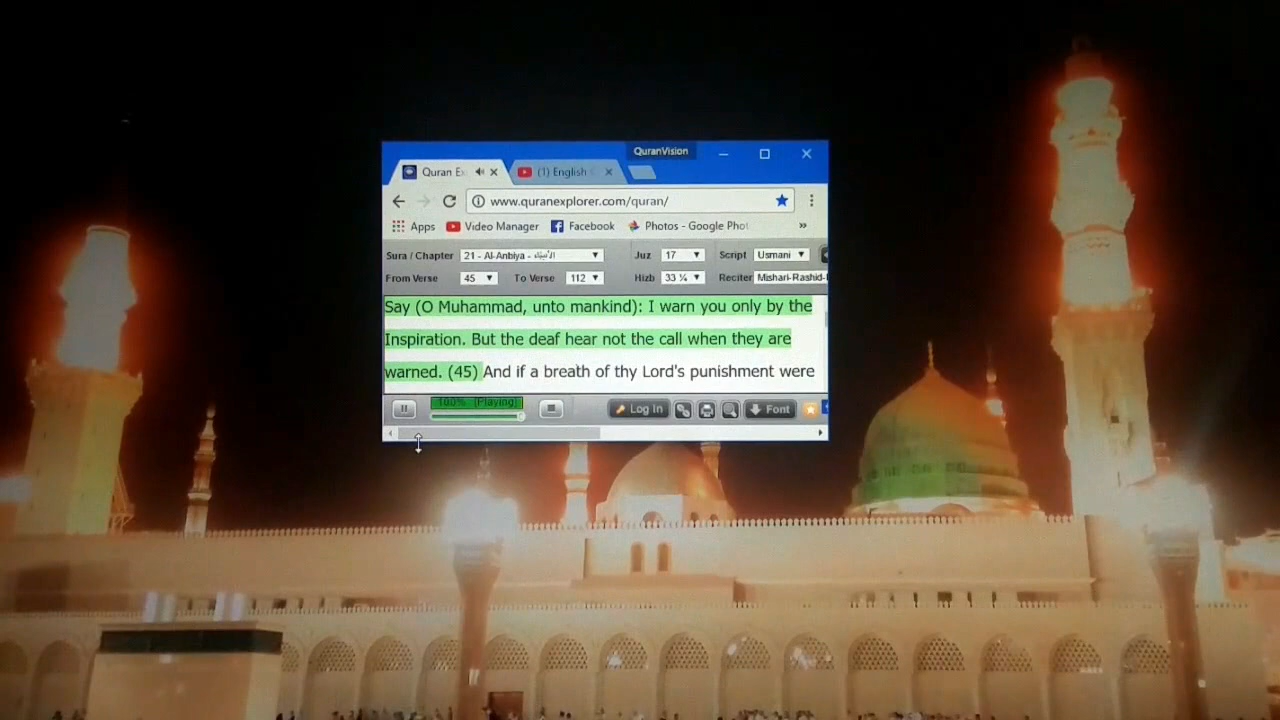 QuranVision
Quran Ex (1) English
www.quranexplorer.com/quran/
Apps Video Manager Facebook Photos - Google Phot »
Sura / Chapter 21 - Al-Anbiya - الأنبياء Juz 17 Script Usmani
From Verse 45 To Verse 112 Hizb 33 ¼ Reciter Mishari-Rashid-
Say (O Muhammad, unto mankind): I warn you only by the
Inspiration. But the deaf hear not the call when they are
warned. (45) And if a breath of thy Lord's punishment were
100% (Playing) Log In Font